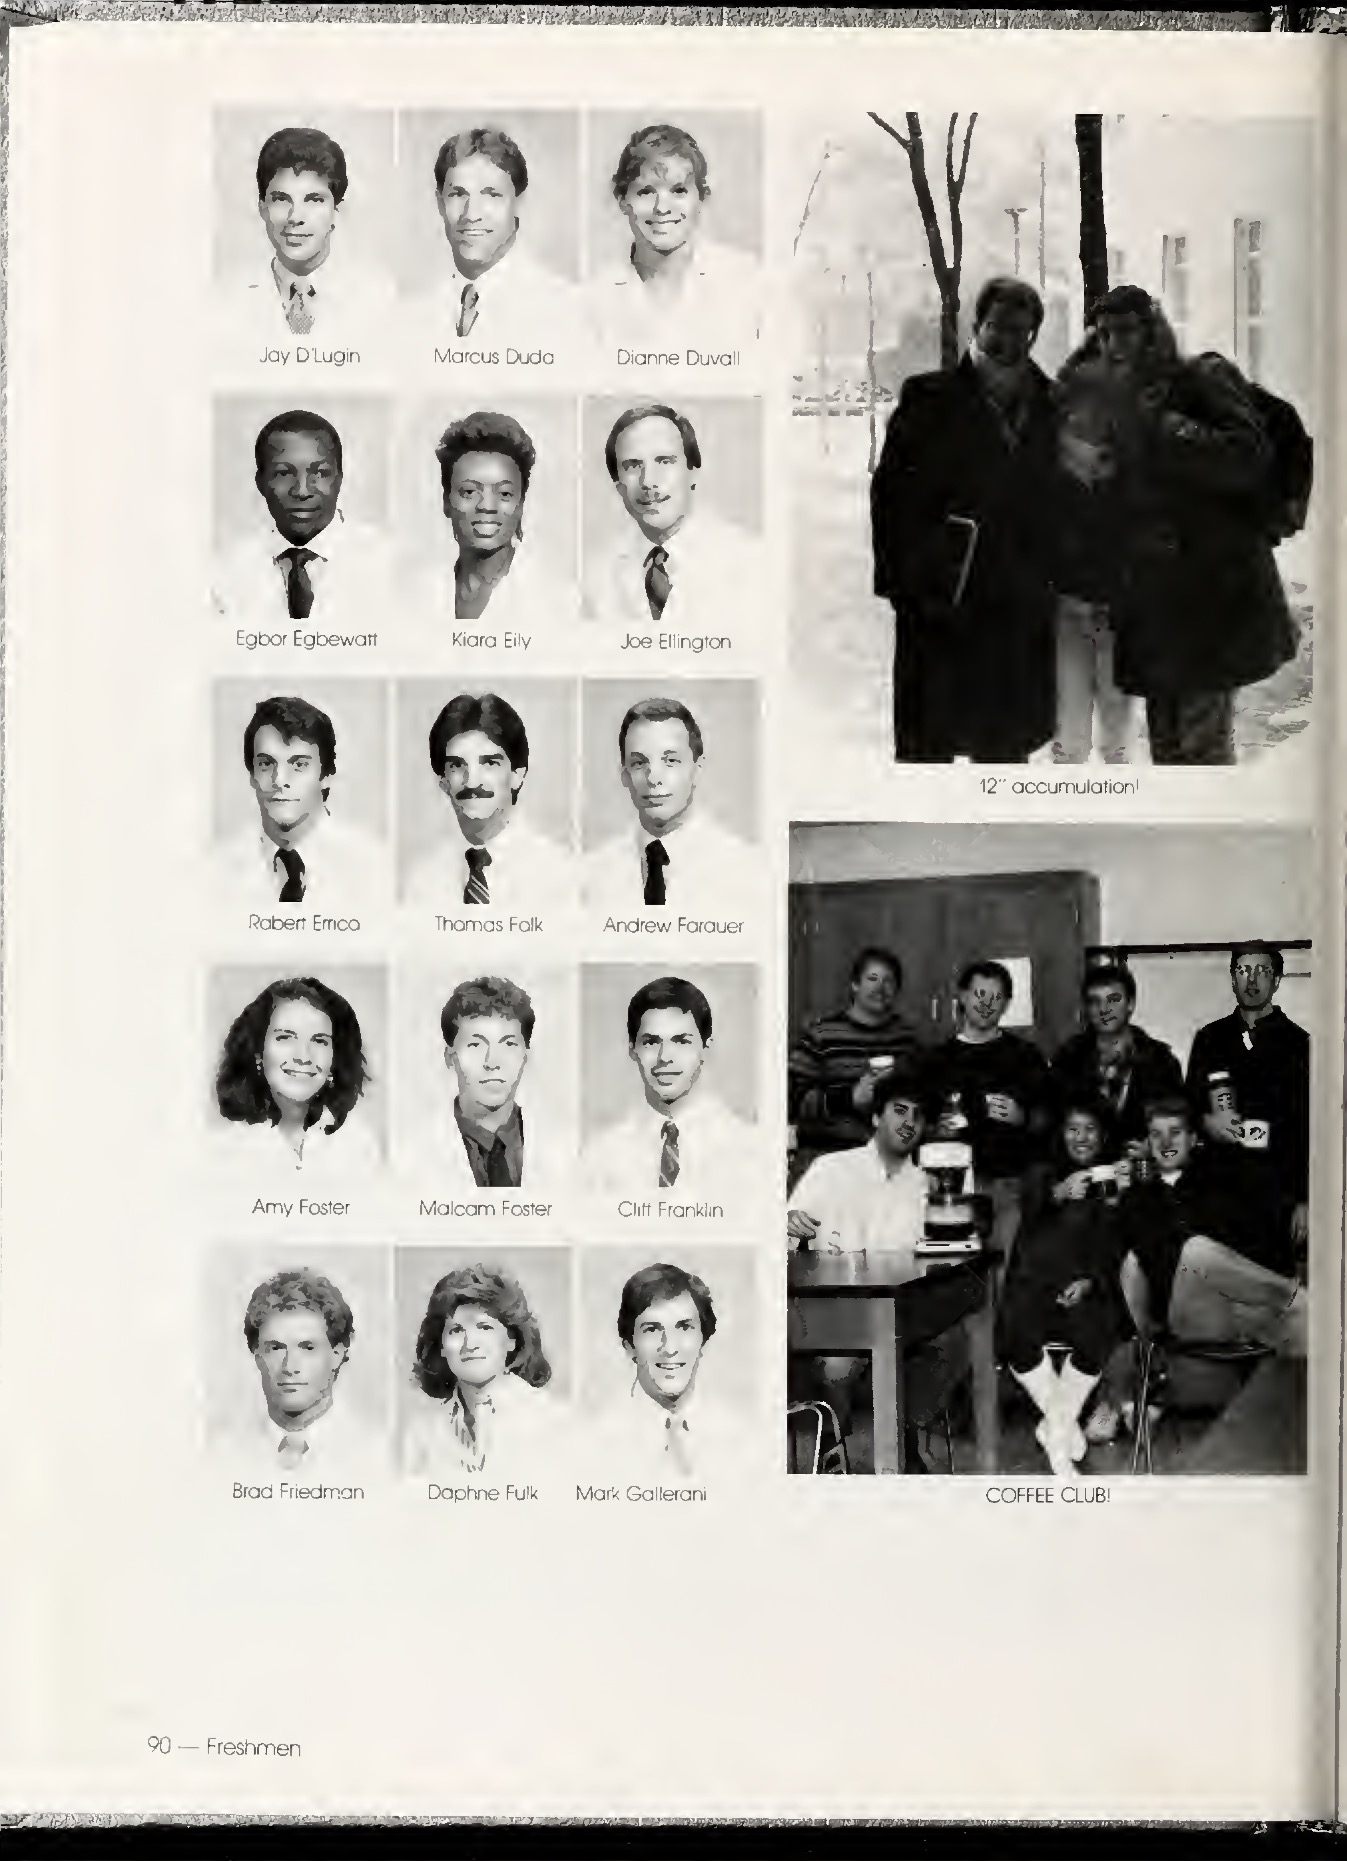 Jay D'Lugin
Marcus Duda
Dianne Duvall
Egbor Egbewatt
Kiara Eily
Joe Ellington
Robert Errico
Thomas Falk
Andrew Farauer
Amy Foster
Malcom Foster
Cliff Franklin
Brad Friedman
Daphne Fulk
Mark Gallerani
12" accumulation!
COFFEE CLUB!
90 — Freshmen